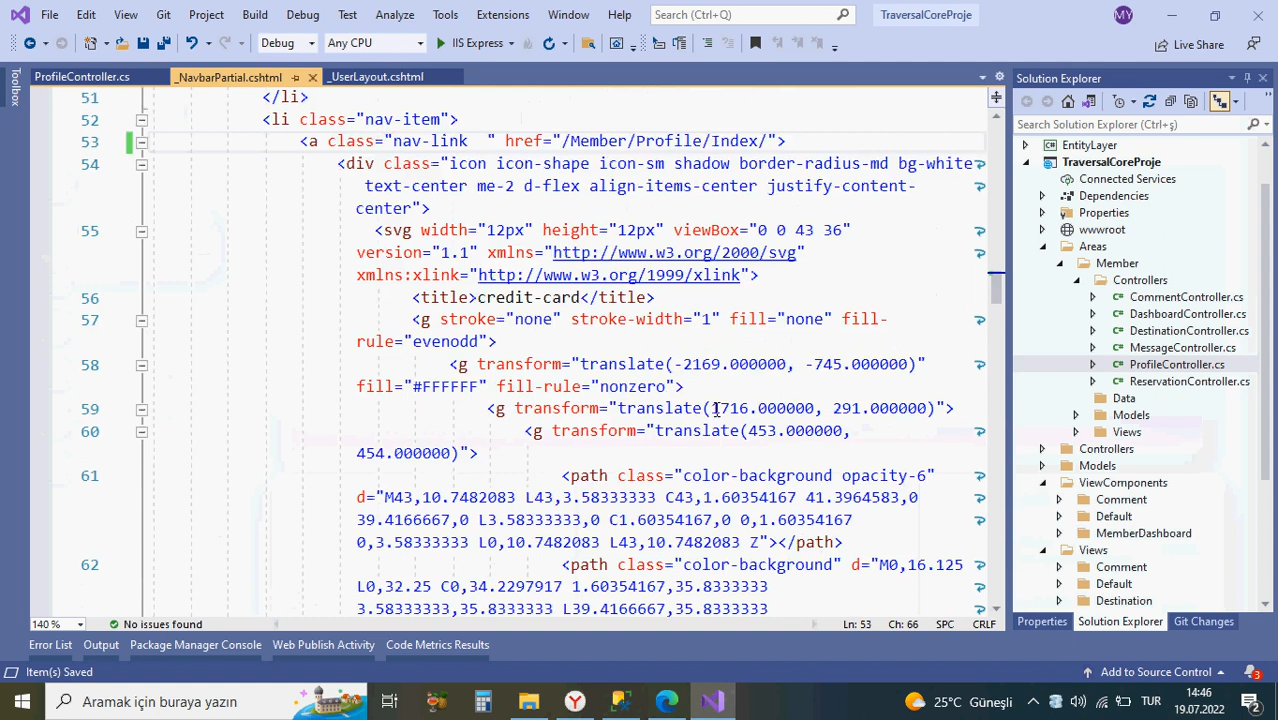 File Edit View Git Project Build Debug Test Analyze Tools Extensions Window Help Search (Ctrl+Q) TraversalCoreProje MY
Debug Any CPU IIS Express Live Share
Toolbox
ProfileController.cs _NavbarPartial.cshtml _UserLayout.cshtml
51 </li>
52 <li class="nav-item">
53 <a class="nav-link  " href="/Member/Profile/Index/">
54 <div class="icon icon-shape icon-sm shadow border-radius-md bg-white
text-center me-2 d-flex align-items-center justify-content-
center">
55 <svg width="12px" height="12px" viewBox="0 0 43 36"
version="1.1" xmlns="http://www.w3.org/2000/svg"
xmlns:xlink="http://www.w3.org/1999/xlink">
56 <title>credit-card</title>
57 <g stroke="none" stroke-width="1" fill="none" fill-
rule="evenodd">
58 <g transform="translate(-2169.000000, -745.000000)"
fill="#FFFFFF" fill-rule="nonzero">
59 <g transform="translate(1716.000000, 291.000000)">
60 <g transform="translate(453.000000,
454.000000)">
61 <path class="color-background opacity-6"
d="M43,10.7482083 L43,3.58333333 C43,1.60354167 41.3964583,0
39.4166667,0 L3.58333333,0 C1.60354167,0 0,1.60354167
0,3.58333333 L0,10.7482083 L43,10.7482083 Z"></path>
62 <path class="color-background" d="M0,16.125
L0,32.25 C0,34.2297917 1.60354167,35.8333333
3.58333333,35.8333333 L39.4166667,35.8333333
140 % No issues found Ln: 53 Ch: 66 SPC CRLF
Error List Output Package Manager Console Web Publish Activity Code Metrics Results
Solution Explorer
Search Solution Explorer (Ctrl+ş)
EntityLayer
TraversalCoreProje
Connected Services
Dependencies
Properties
wwwroot
Areas
Member
Controllers
C# CommentController.cs
C# DashboardController.cs
C# DestinationController.cs
C# MessageController.cs
C# ProfileController.cs
C# ReservationController.cs
Data
Models
Views
Controllers
Models
ViewComponents
Comment
Default
MemberDashboard
Views
Comment
Default
Destination
Properties Solution Explorer Git Changes
Item(s) Saved Add to Source Control 3
Aramak için buraya yazın 25°C Güneşli TUR 14:46
19.07.2022 2